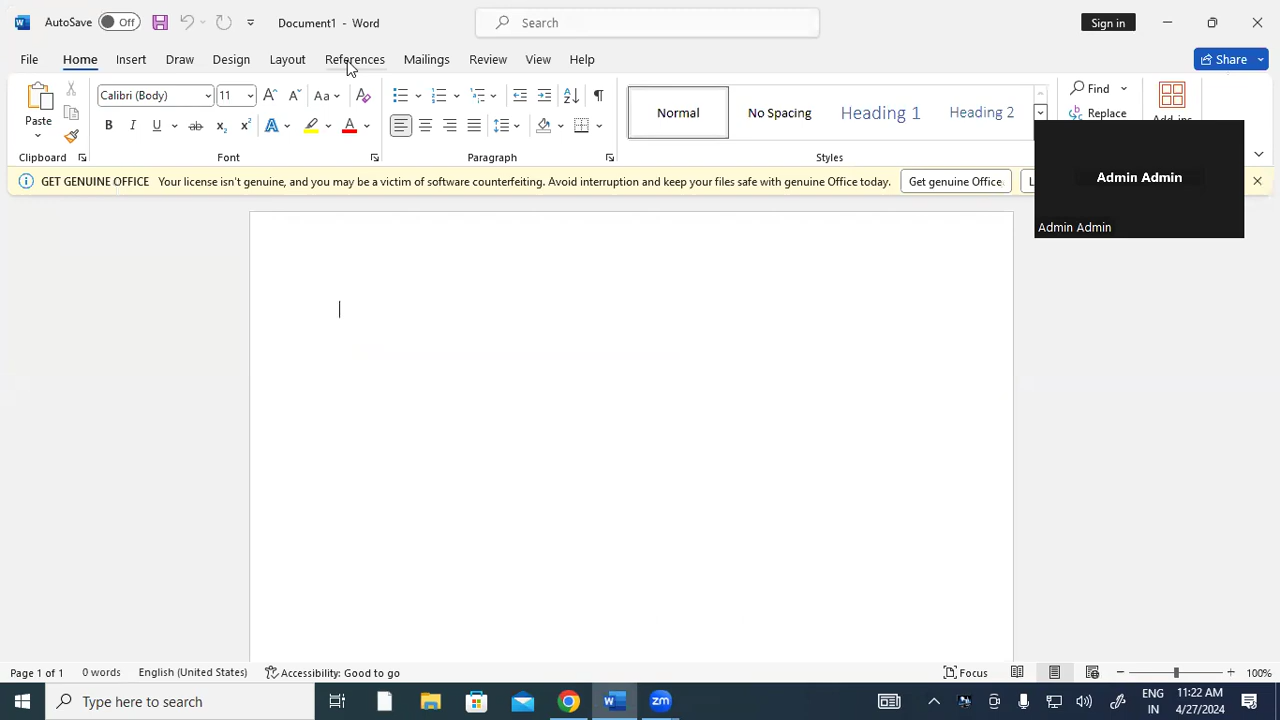 AutoSave Off Document1 - Word Search Sign in
File Home Insert Draw Design Layout References Mailings Review View Help Share
Paste Calibri (Body) 11 Aa Normal No Spacing Heading 1 Heading 2 Find
B I U ab x₂ x² A A Replace
Clipboard Font Paragraph Styles
GET GENUINE OFFICE Your license isn't genuine, and you may be a victim of software counterfeiting. Avoid interruption and keep your files safe with genuine Office today. Get genuine Office
Admin Admin
Admin Admin
Page 1 of 1 0 words English (United States) Accessibility: Good to go Focus 100%
Type here to search zm ENG 11:22 AM
IN 4/27/2024